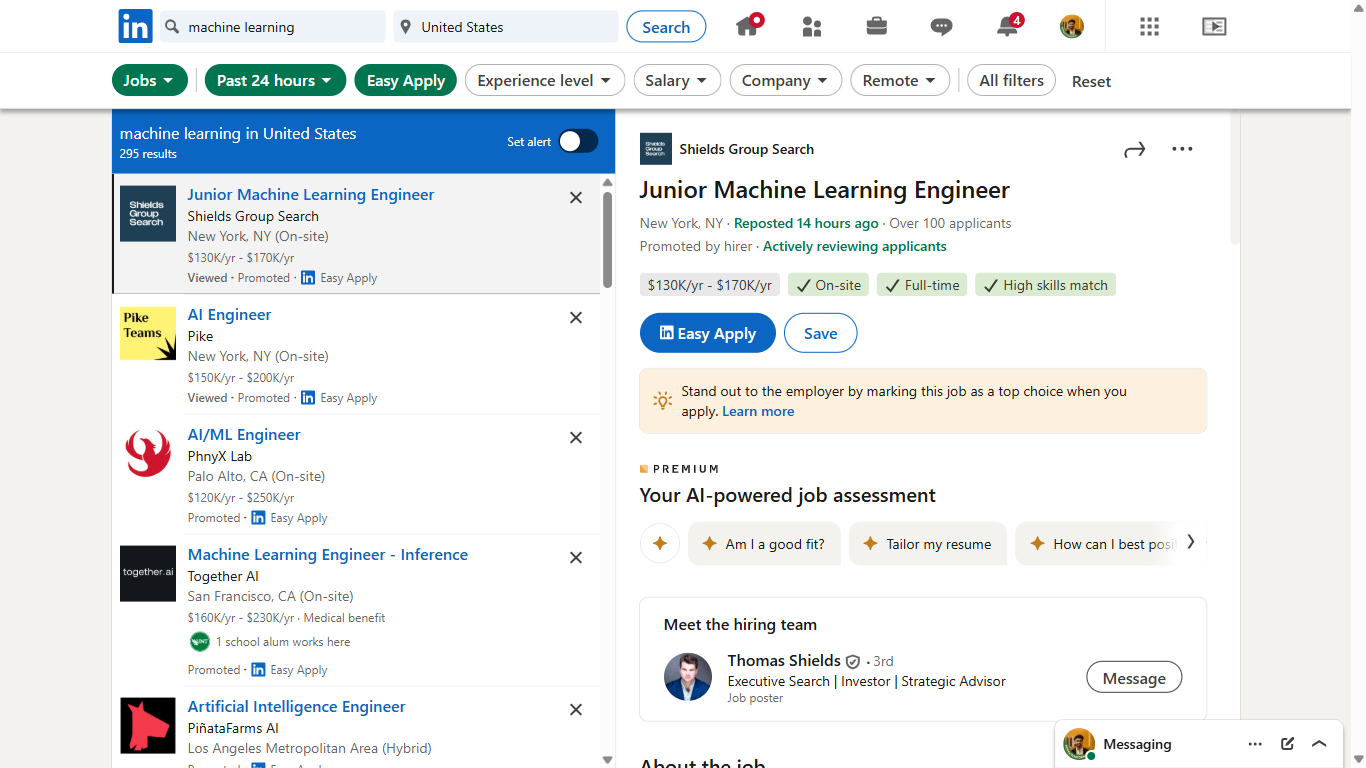 in
machine learning
United States
Search
4
Jobs
Past 24 hours
Easy Apply
Experience level
Salary
Company
Remote
All filters
Reset
machine learning in United States
295 results
Set alert
Shields Group Search
Junior Machine Learning Engineer
Shields Group Search
New York, NY (On-site)
$130K/yr - $170K/yr
Viewed · Promoted · in Easy Apply
Pike Teams
AI Engineer
Pike
New York, NY (On-site)
$150K/yr - $200K/yr
Viewed · Promoted · in Easy Apply
AI/ML Engineer
PhnyX Lab
Palo Alto, CA (On-site)
$120K/yr - $250K/yr
Promoted · in Easy Apply
together.ai
Machine Learning Engineer - Inference
Together AI
San Francisco, CA (On-site)
$160K/yr - $230K/yr · Medical benefit
1 school alum works here
Promoted · in Easy Apply
Artificial Intelligence Engineer
PiñataFarms AI
Los Angeles Metropolitan Area (Hybrid)
Shields Group Search
Shields Group Search
Junior Machine Learning Engineer
New York, NY · Reposted 14 hours ago · Over 100 applicants
Promoted by hirer · Actively reviewing applicants
$130K/yr - $170K/yr
On-site
Full-time
High skills match
in Easy Apply
Save
Stand out to the employer by marking this job as a top choice when you
apply. Learn more
PREMIUM
Your AI-powered job assessment
Am I a good fit?
Tailor my resume
How can I best posi
Meet the hiring team
Thomas Shields · 3rd
Executive Search | Investor | Strategic Advisor
Job poster
Message
About the job
Messaging